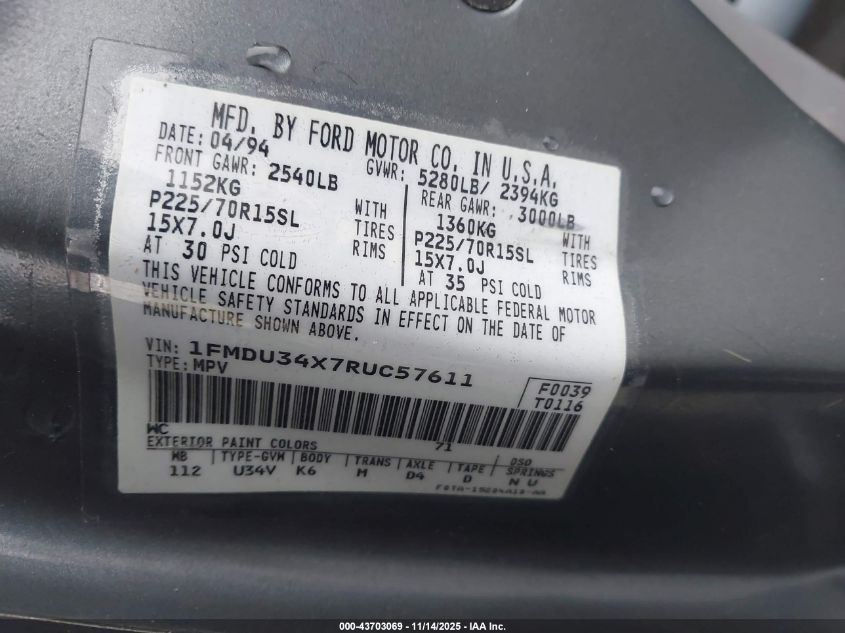 MFD. BY FORD MOTOR CO. IN U.S.A.
DATE: 04/94 GVWR: 5280LB/ 2394KG
FRONT GAWR: 2540LB REAR GAWR: 3000LB
1152KG WITH 1360KG WITH
P225/70R15SL TIRES P225/70R15SL TIRES
15X7.0J RIMS 15X7.0J RIMS
AT 30 PSI COLD AT 35 PSI COLD
THIS VEHICLE CONFORMS TO ALL APPLICABLE FEDERAL MOTOR
VEHICLE SAFETY STANDARDS IN EFFECT ON THE DATE OF
MANUFACTURE SHOWN ABOVE.
VIN: 1FMDU34X7RUC57611
TYPE: MPV
F0039
T0116
WC 71
EXTERIOR PAINT COLORS DSO
WB TYPE-GVM BODY TRANS AXLE TAPE SPRINGS
112 U34V K6 M D4 D N U
000-43703069 - 11/14/2025 - IAA Inc.